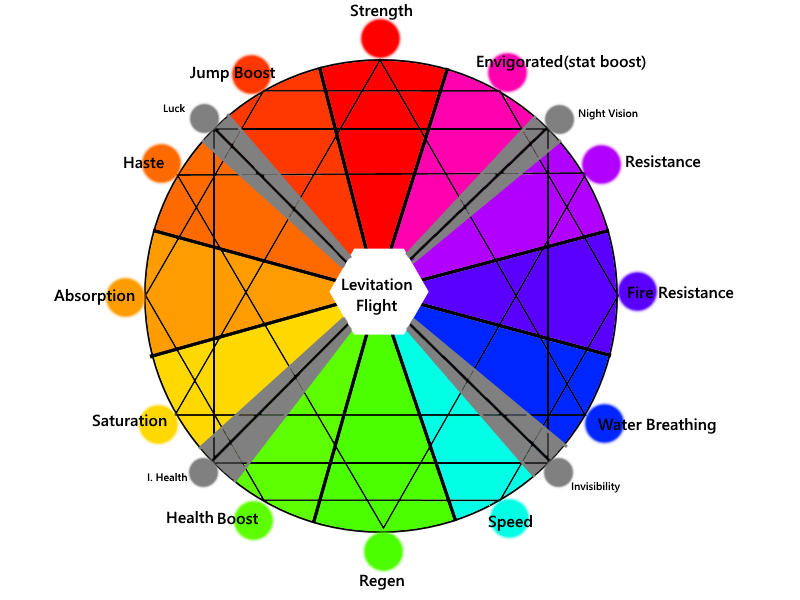 Strength
Envigorated(stat boost)
Jump Boost
Luck
Night Vision
Haste
Resistance
Levitation
Flight
Absorption
Fire Resistance
Saturation
Water Breathing
I. Health
Invisibility
Health Boost
Speed
Regen